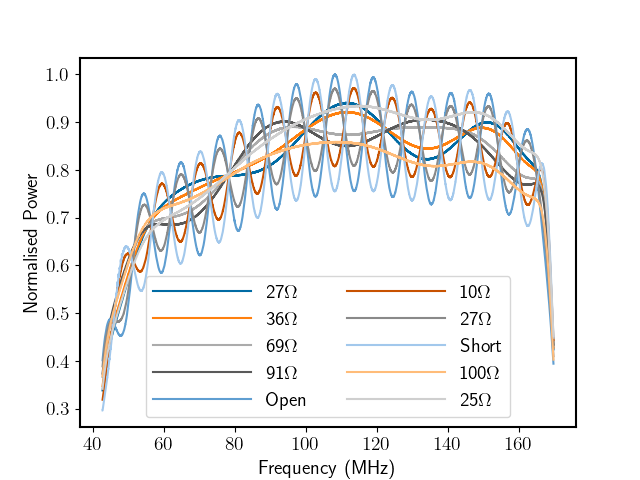 1.0
0.9
0.8
0.7
0.6
0.5
0.4
0.3
Normalised Power
27Ω 10Ω
36Ω 27Ω
69Ω Short
91Ω 100Ω
Open 25Ω
40 60 80 100 120 140 160
Frequency (MHz)